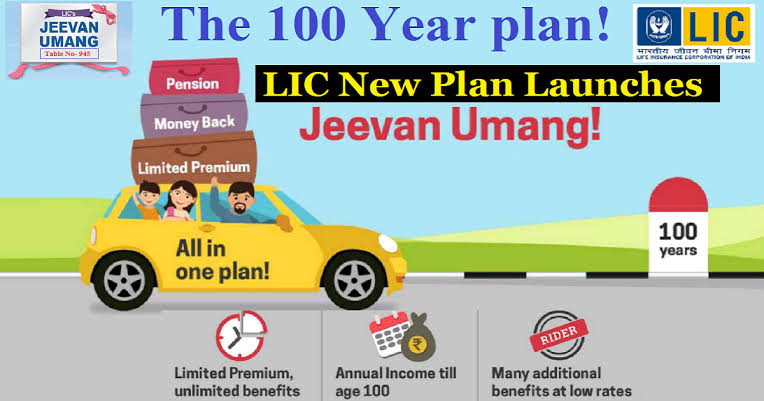 LIC's
JEEVAN
UMANG
Table No- 945
The 100 Year plan!
LIC
भारतीय जीवन बीमा निगम
LIFE INSURANCE CORPORATION OF INDIA
LIC New Plan Launches
Jeevan Umang!
Pension
Money Back
Limited Premium
All in
one plan!
100
years
Limited Premium,
unlimited benefits
₹
Annual Income till
age 100
RIDER
Many additional
benefits at low rates